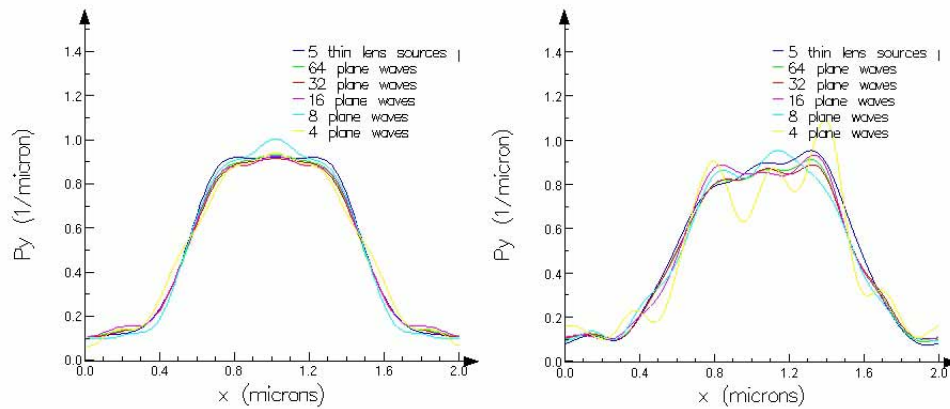 1.4
1.2
1.0
0.8
0.6
0.4
0.2
0.0
Py (1/micron)
5 thin lens sources
64 plane waves
32 plane waves
16 plane waves
8 plane waves
4 plane waves
0.0 0.4 0.8 1.2 1.6 2.0
x (microns)
1.4
1.2
1.0
0.8
0.6
0.4
0.2
0.0
Py (1/micron)
5 thin lens sources
64 plane waves
32 plane waves
16 plane waves
8 plane waves
4 plane waves
0.0 0.4 0.8 1.2 1.6 2.0
x (microns)